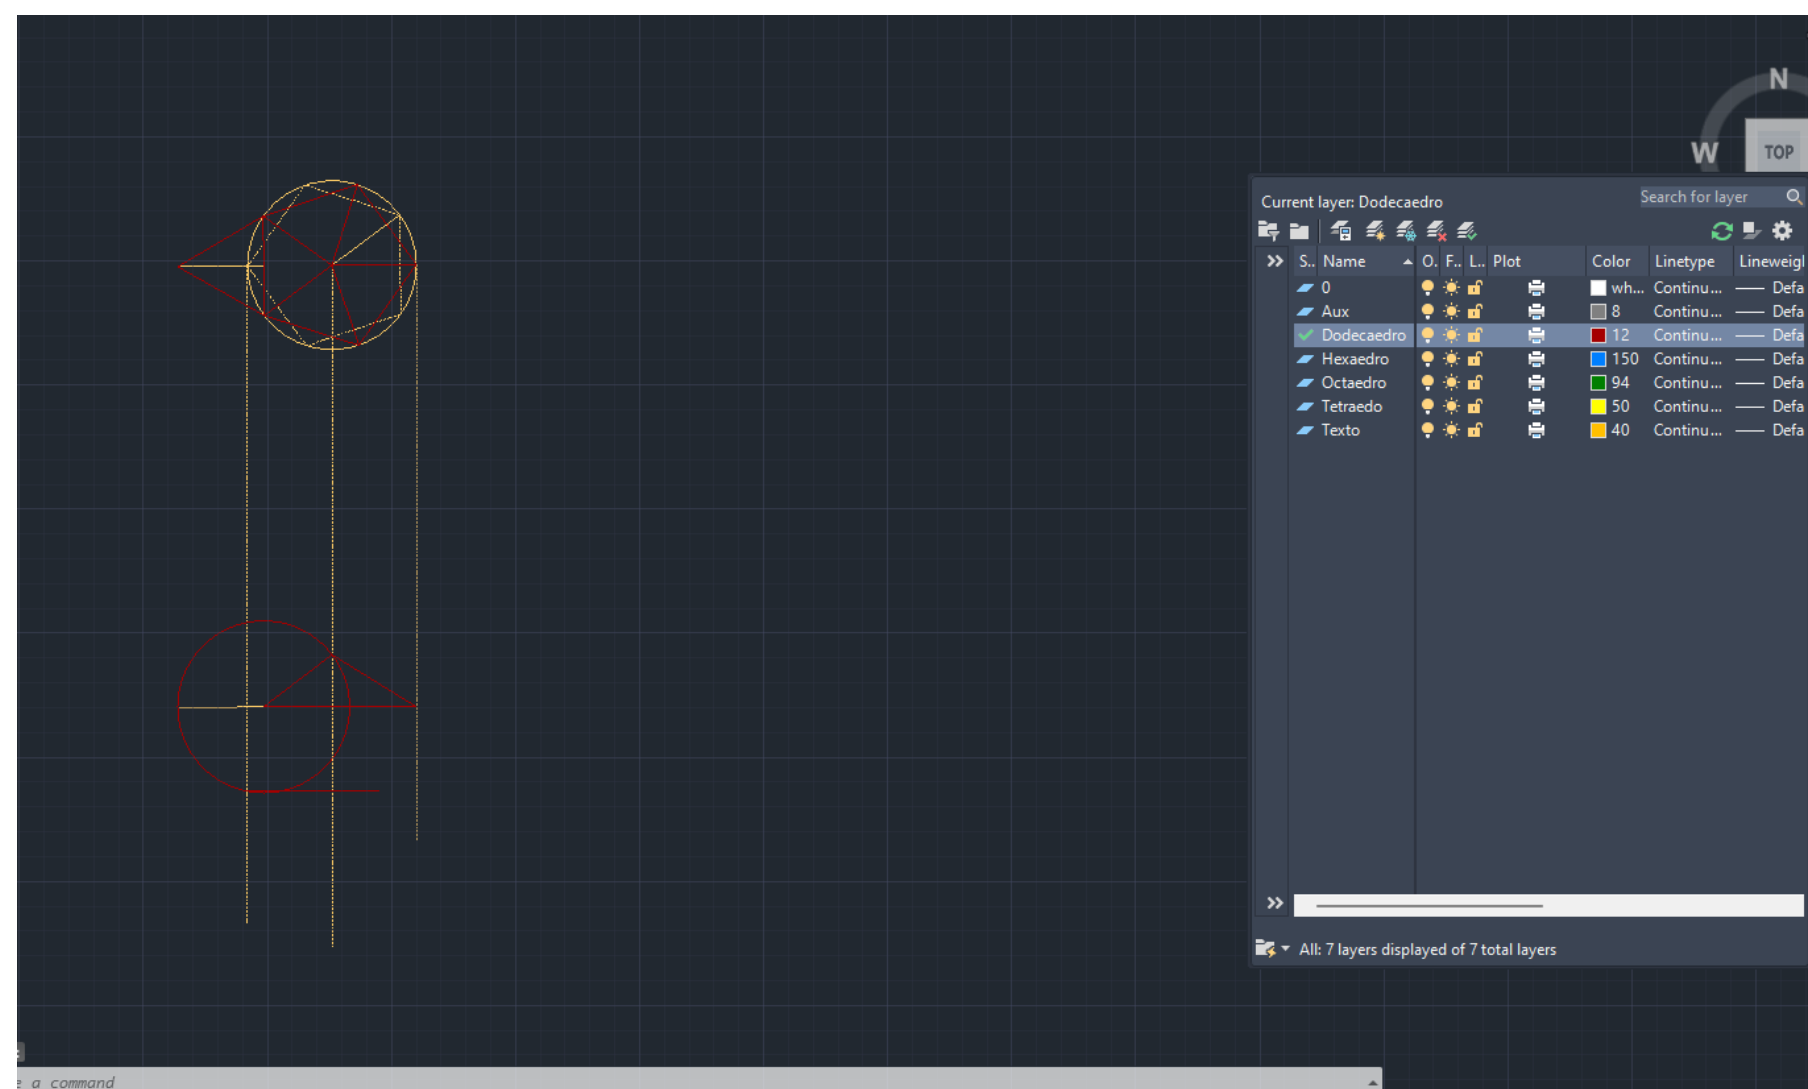 N
W
TOP
Current layer: Dodecaedro
Search for layer
S.. Name O. F.. L.. Plot Color Linetype Lineweigl
0 wh... Continu... Defa
Aux 8 Continu... Defa
Dodecaedro 12 Continu... Defa
Hexaedro 150 Continu... Defa
Octaedro 94 Continu... Defa
Tetraedo 50 Continu... Defa
Texto 40 Continu... Defa
All: 7 layers displayed of 7 total layers
e a command